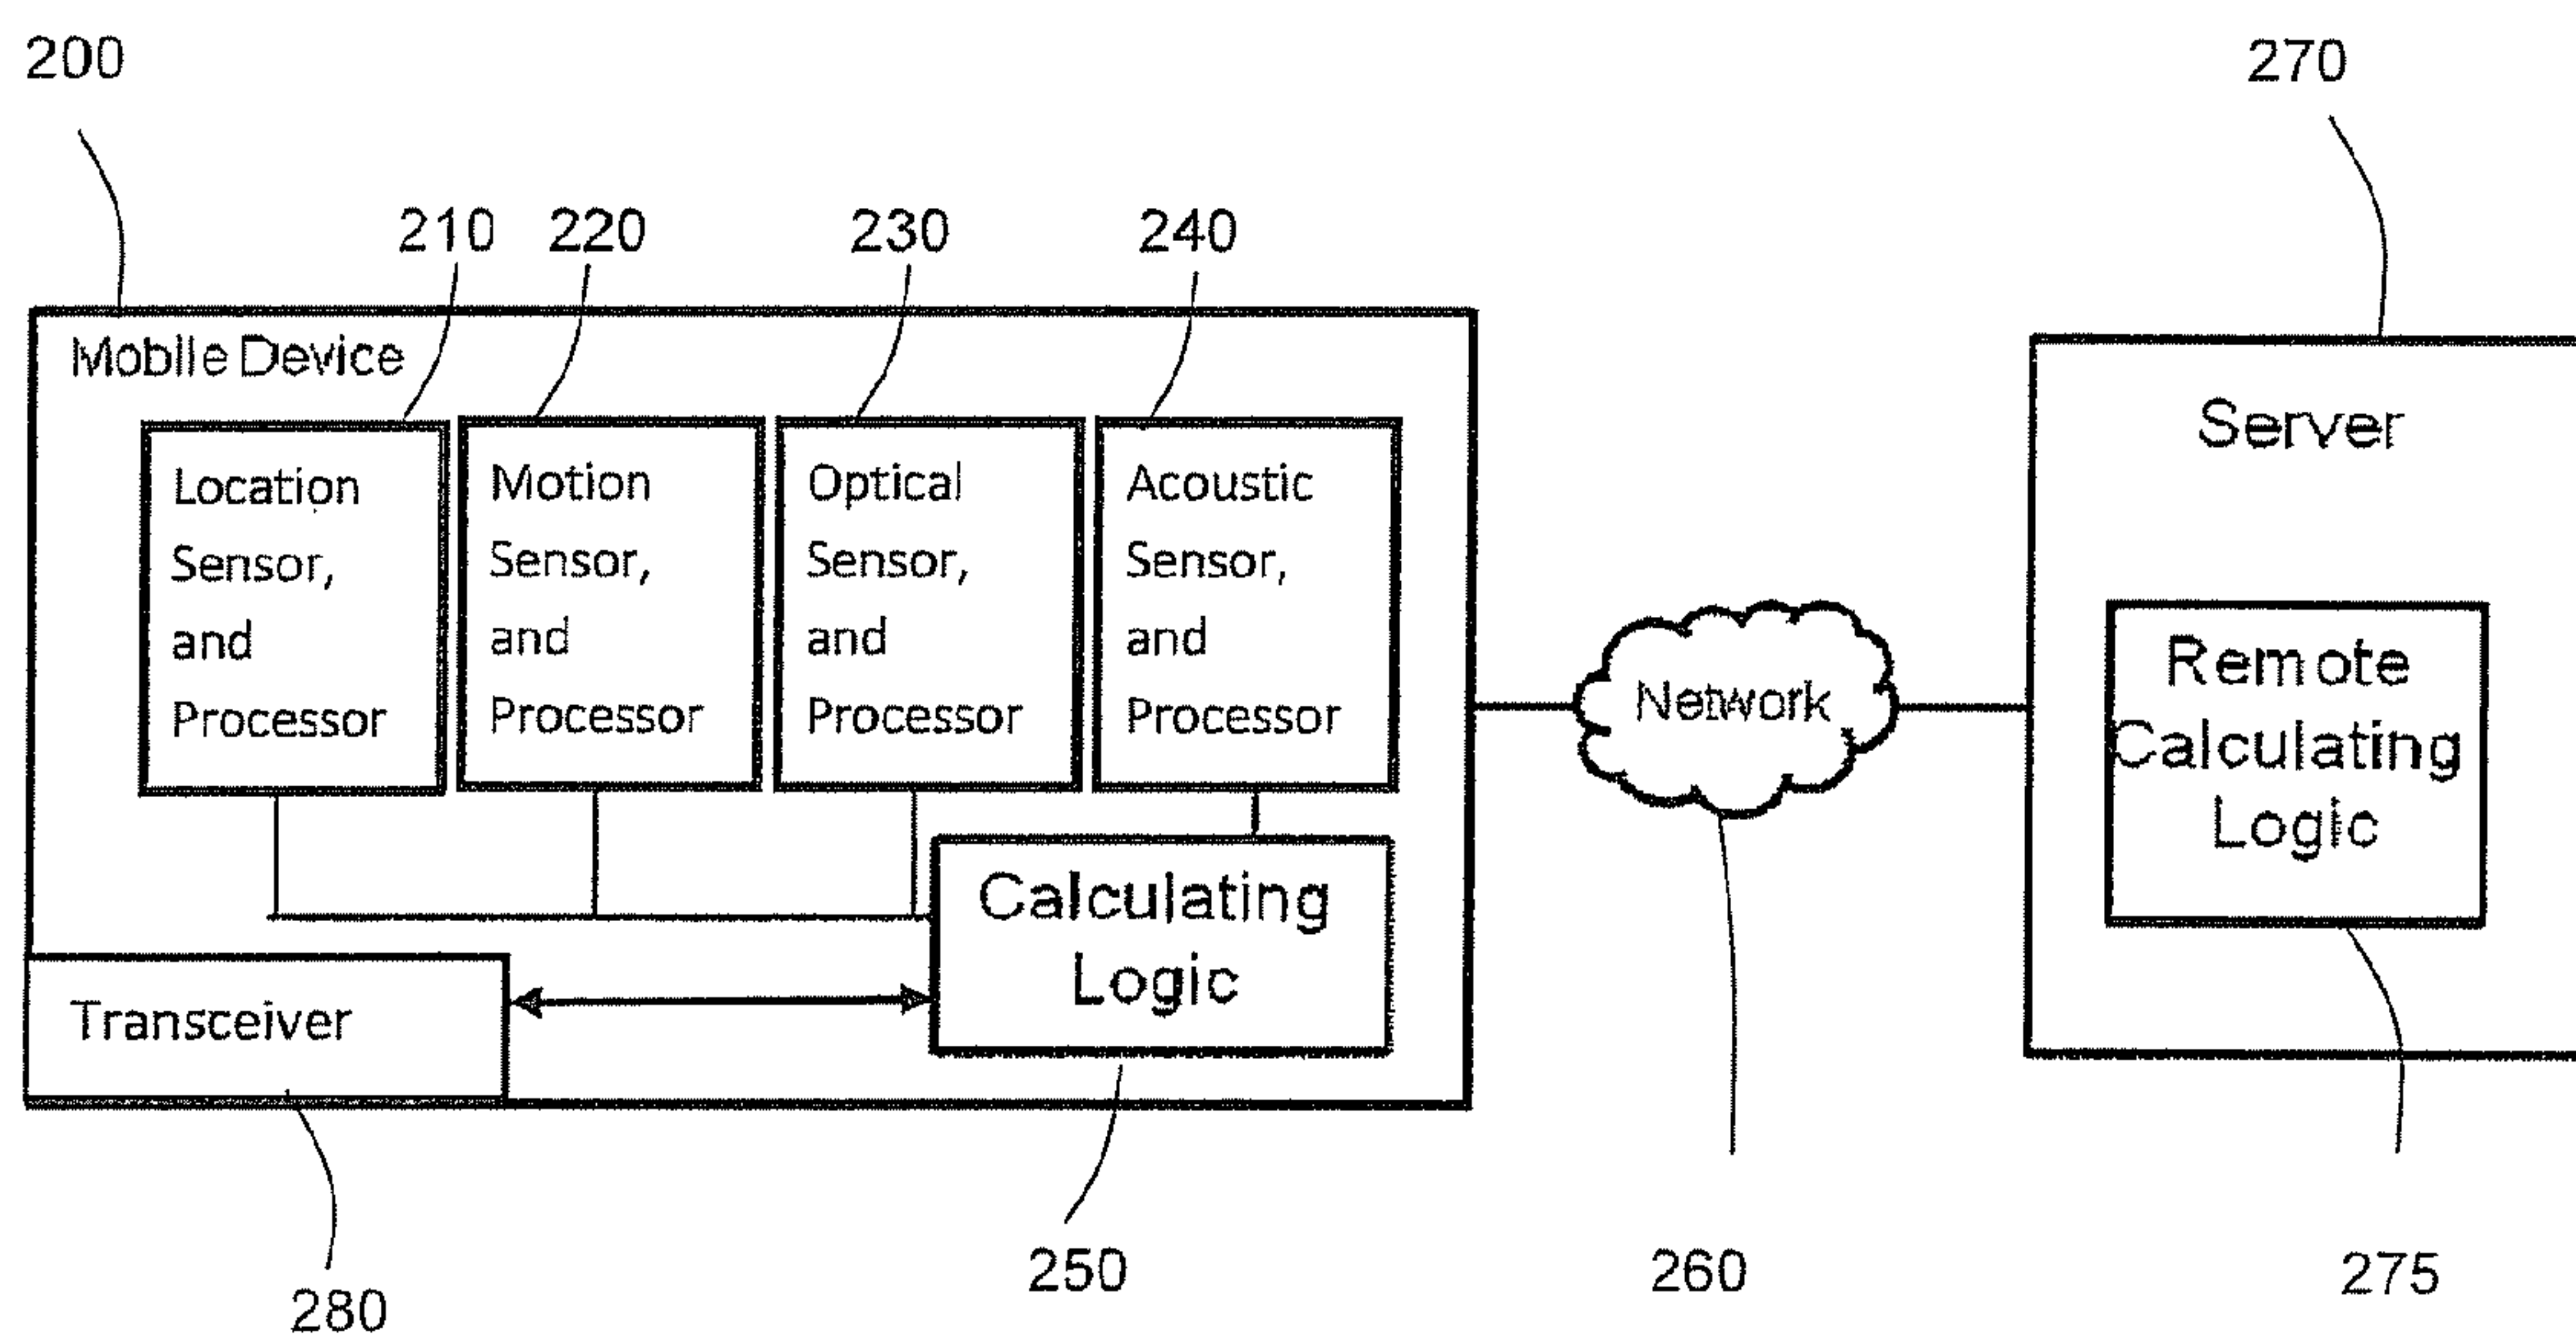 200
270
210 220 230 240
Mobile Device
Location
Sensor,
and
Processor
Motion
Sensor,
and
Processor
Optical
Sensor,
and
Processor
Acoustic
Sensor,
and
Processor
Calculating
Logic
Transceiver
Network
Server
Remote
Calculating
Logic
250
260
275
280